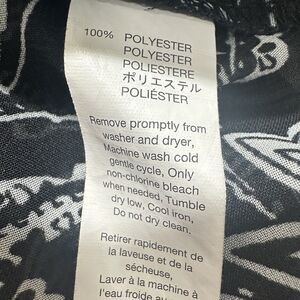 100% POLYESTER
POLYESTER
POLIESTERE
ポリエステル
POLIÉSTER
Remove promptly from
washer and dryer,
Machine wash cold
gentle cycle, Only
non-chlorine bleach
when needed, Tumble
dry low, Cool iron,
Do not dry clean.
Retirer rapidement de
la laveuse et de la
sécheuse,
Laver à la machine à
l'eau froide au